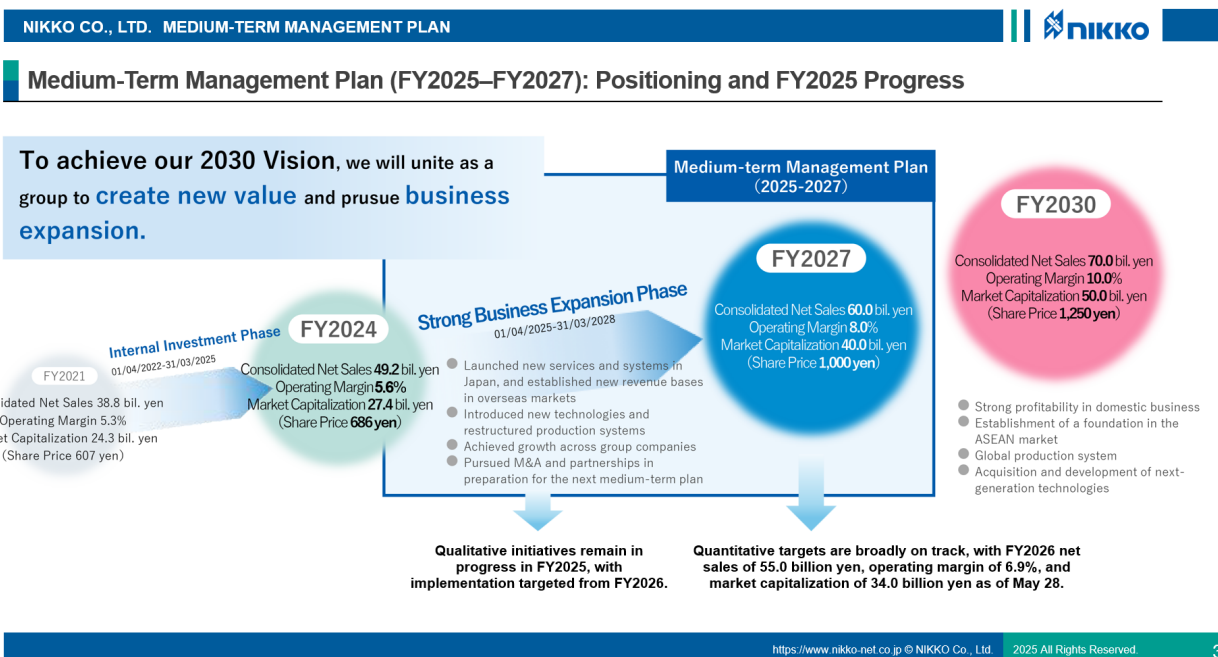 NIKKO CO., LTD. MEDIUM-TERM MANAGEMENT PLAN
NIKKO
Medium-Term Management Plan (FY2025–FY2027): Positioning and FY2025 Progress
To achieve our 2030 Vision, we will unite as a
group to create new value and prusue business
expansion.
Medium-term Management Plan
(2025-2027)
FY2030
Consolidated Net Sales 70.0 bil. yen
Operating Margin 10.0%
Market Capitalization 50.0 bil. yen
(Share Price 1,250 yen)
FY2027
Consolidated Net Sales 60.0 bil. yen
Operating Margin 8.0%
Market Capitalization 40.0 bil. yen
(Share Price 1,000 yen)
Strong Business Expansion Phase
01/04/2025-31/03/2028
FY2024
Consolidated Net Sales 49.2 bil. yen
Operating Margin 5.6%
Market Capitalization 27.4 bil. yen
(Share Price 686 yen)
Internal Investment Phase
01/04/2022-31/03/2025
FY2021
Net Sales 38.8 bil. yen
Operating Margin 5.3%
Capitalization 24.3 bil. yen
(Share Price 607 yen)
Launched new services and systems in
Japan, and established new revenue bases
in overseas markets
Introduced new technologies and
restructured production systems
Achieved growth across group companies
Pursued M&A and partnerships in
preparation for the next medium-term plan
Strong profitability in domestic business
Establishment of a foundation in the
ASEAN market
Global production system
Acquisition and development of next-
generation technologies
Qualitative initiatives remain in
progress in FY2025, with
implementation targeted from FY2026.
Quantitative targets are broadly on track, with FY2026 net
sales of 55.0 billion yen, operating margin of 6.9%, and
market capitalization of 34.0 billion yen as of May 28.
https://www.nikko-net.co.jp © NIKKO Co., Ltd. 2025 All Rights Reserved.